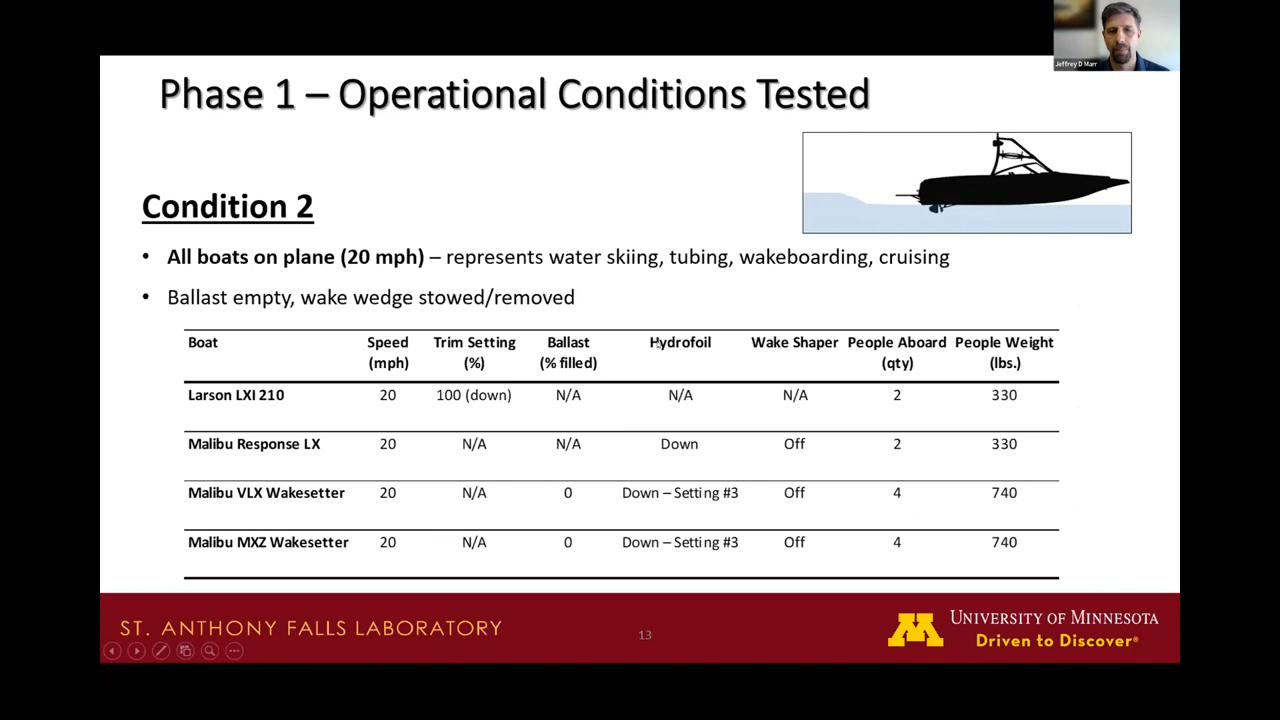 Jeffrey D Marr
Phase 1 – Operational Conditions Tested
Condition 2
• All boats on plane (20 mph) – represents water skiing, tubing, wakeboarding, cruising
• Ballast empty, wake wedge stowed/removed
Boat Speed (mph) Trim Setting (%) Ballast (% filled) Hydrofoil Wake Shaper People Aboard (qty) People Weight (lbs.)
Larson LXI 210 20 100 (down) N/A N/A N/A 2 330
Malibu Response LX 20 N/A N/A Down Off 2 330
Malibu VLX Wakesetter 20 N/A 0 Down – Setting #3 Off 4 740
Malibu MXZ Wakesetter 20 N/A 0 Down – Setting #3 Off 4 740
ST. ANTHONY FALLS LABORATORY
13
M
UNIVERSITY OF MINNESOTA
Driven to Discover®